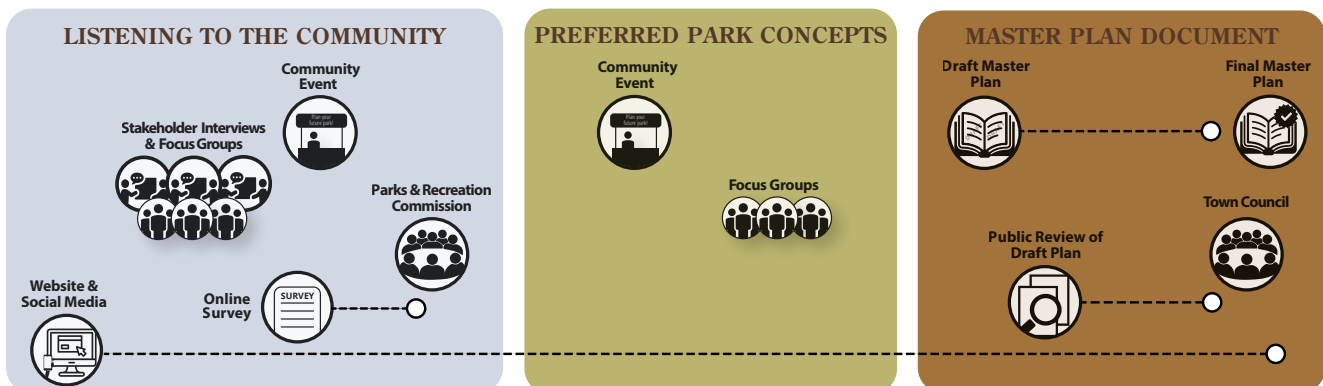 LISTENING TO THE COMMUNITY
Community
Event
Plan your
future park!
Stakeholder Interviews
& Focus Groups
Parks & Recreation
Commission
Website &
Social Media
Online
Survey
SURVEY
PREFERRED PARK CONCEPTS
Community
Event
Plan your
future park!
Focus Groups
MASTER PLAN DOCUMENT
Draft Master
Plan
Final Master
Plan
Town Council
Public Review of
Draft Plan